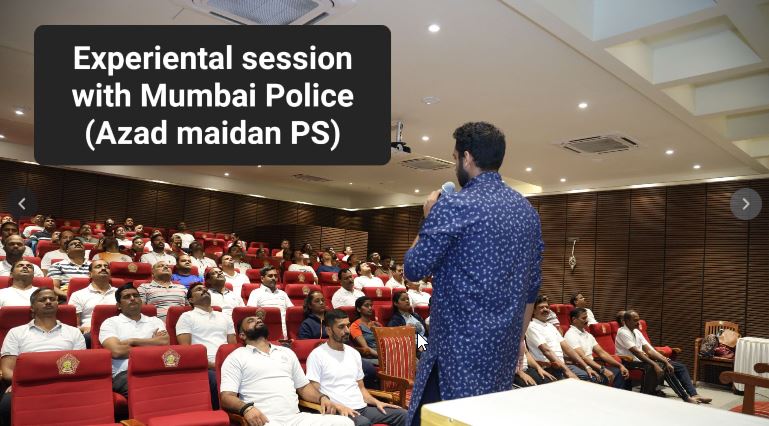 Experiental session
with Mumbai Police
(Azad maidan PS)